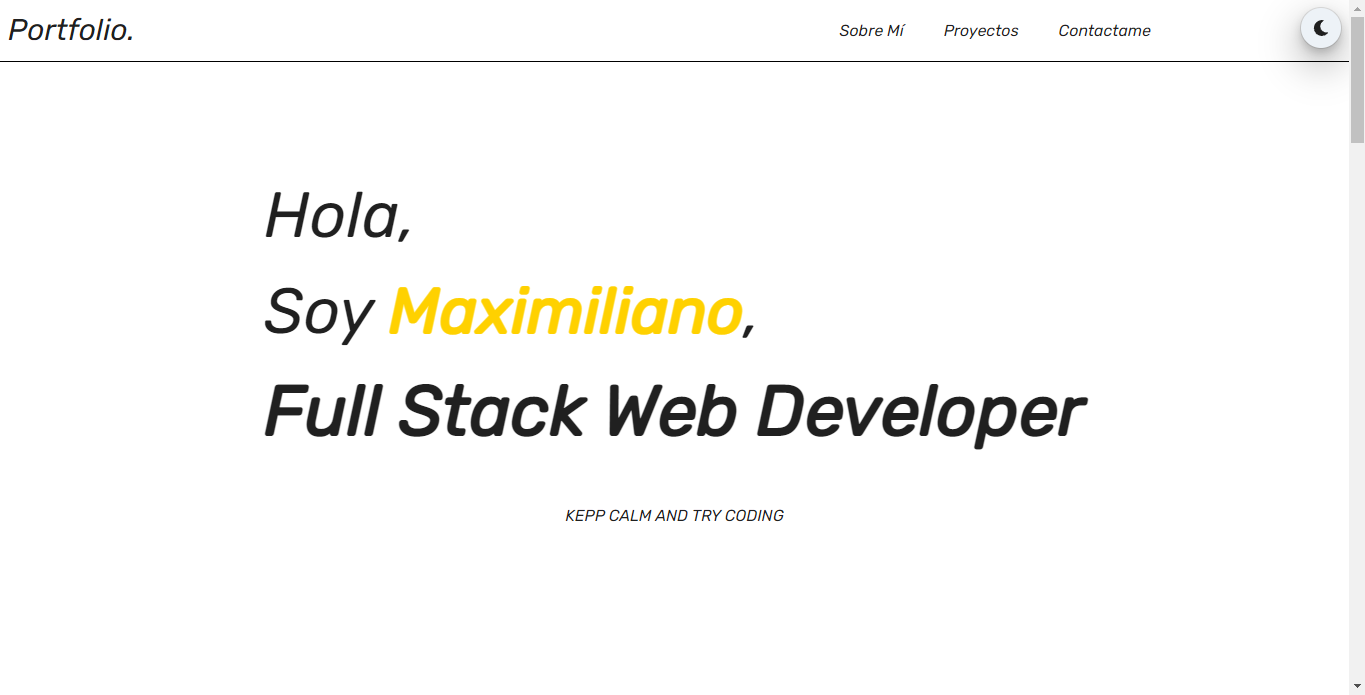 Portfolio.
Sobre Mí Proyectos Contactame
Hola,
Soy Maximiliano,
Full Stack Web Developer
KEPP CALM AND TRY CODING